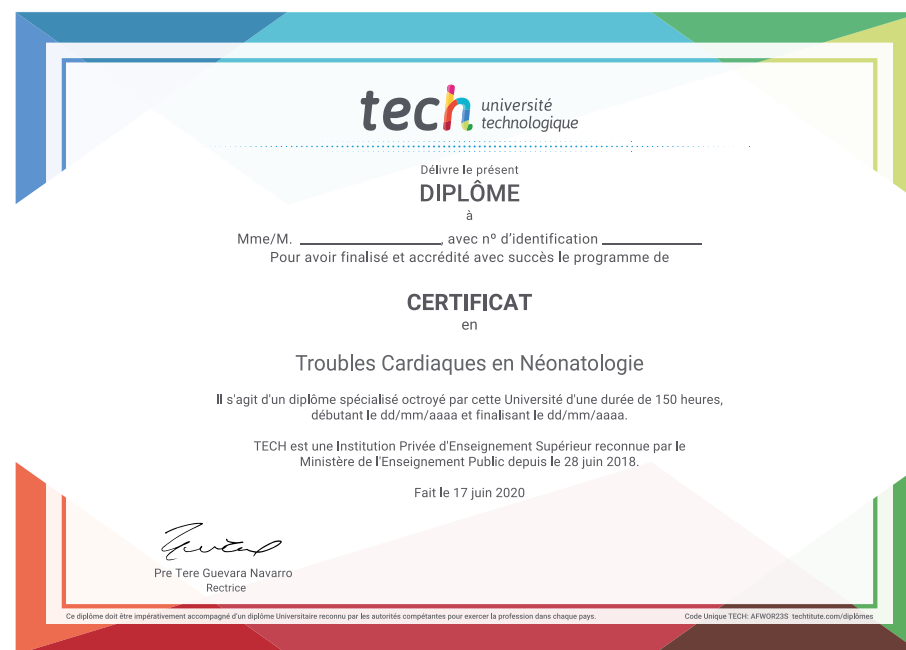 tech université
technologique
Délivre le présent
DIPLÔME
à
Mme/M. ____________________, avec nº d'identification ______________
Pour avoir finalisé et accrédité avec succès le programme de
CERTIFICAT
en
Troubles Cardiaques en Néonatologie
Il s'agit d'un diplôme spécialisé octroyé par cette Université d'une durée de 150 heures,
débutant le dd/mm/aaaa et finalisant le dd/mm/aaaa.
TECH est une Institution Privée d'Enseignement Supérieur reconnue par le
Ministère de l'Enseignement Public depuis le 28 juin 2018.
Fait le 17 juin 2020
Pre Tere Guevara Navarro
Rectrice
Ce diplôme doit être impérativement accompagné d'un diplôme Universitaire reconnu par les autorités compétantes pour exercer la profession dans chaque pays.
Code Unique TECH: AFWOR23S techtitute.com/diplômes